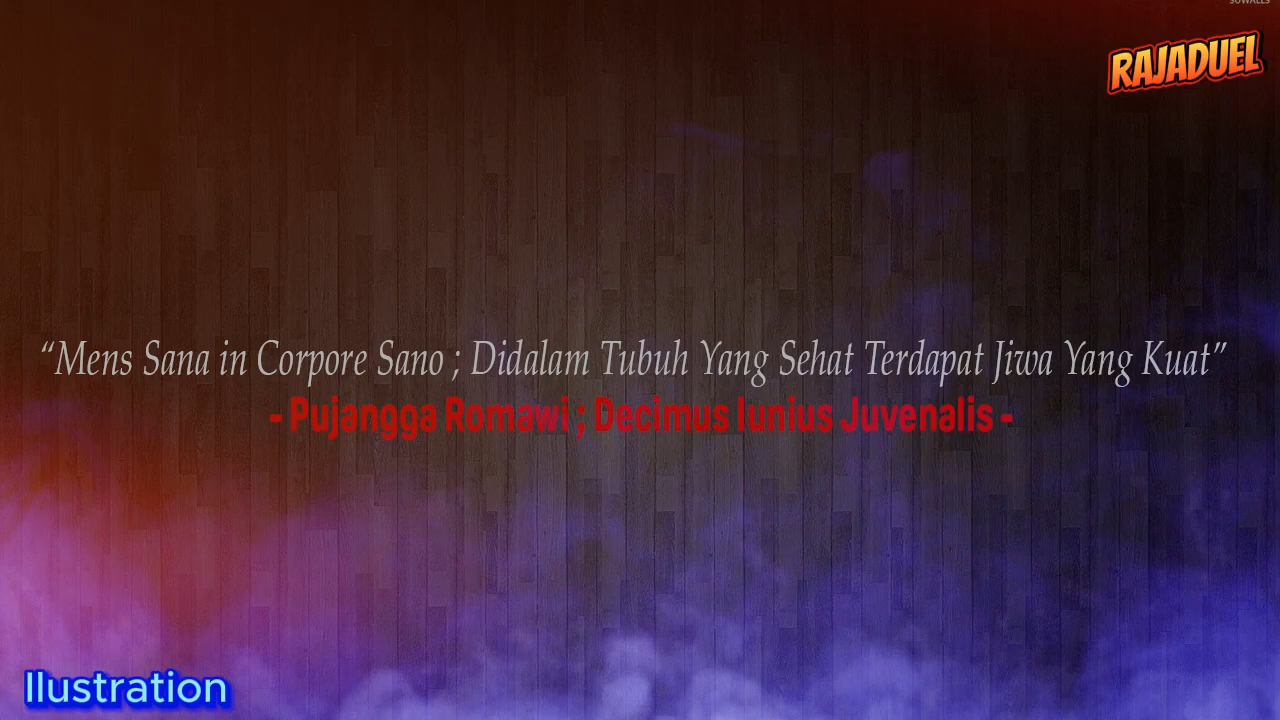 RAJADUEL
“Mens Sana in Corpore Sano ; Didalam Tubuh Yang Sehat Terdapat Jiwa Yang Kuat”
- Pujangga Romawi ; Decimus Iunius Juvenalis -
Ilustration